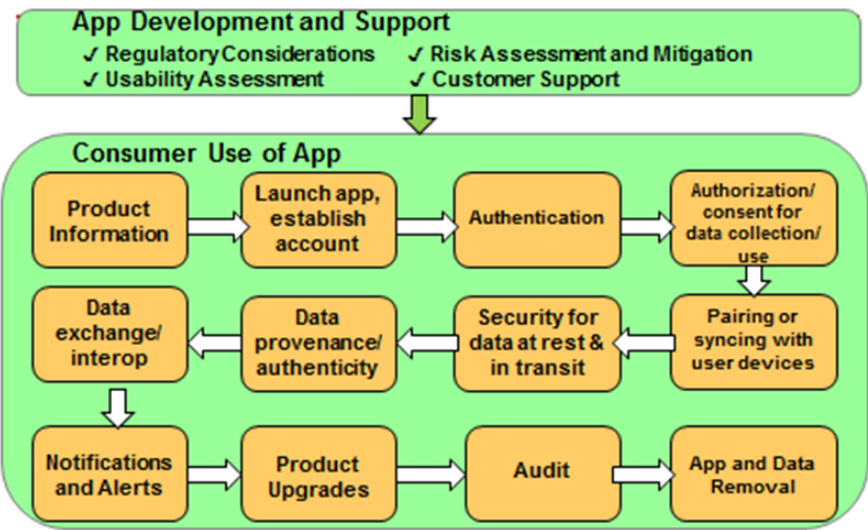 App Development and Support
✓ Regulatory Considerations ✓ Risk Assessment and Mitigation
✓ Usability Assessment ✓ Customer Support
Consumer Use of App
Product
Information
Launch app,
establish
account
Authentication
Authorization/
consent for
data collection/
use
Pairing or
syncing with
user devices
Security for
data at rest &
in transit
Data
provenance/
authenticity
Data
exchange/
interop
Notifications
and Alerts
Product
Upgrades
Audit
App and Data
Removal